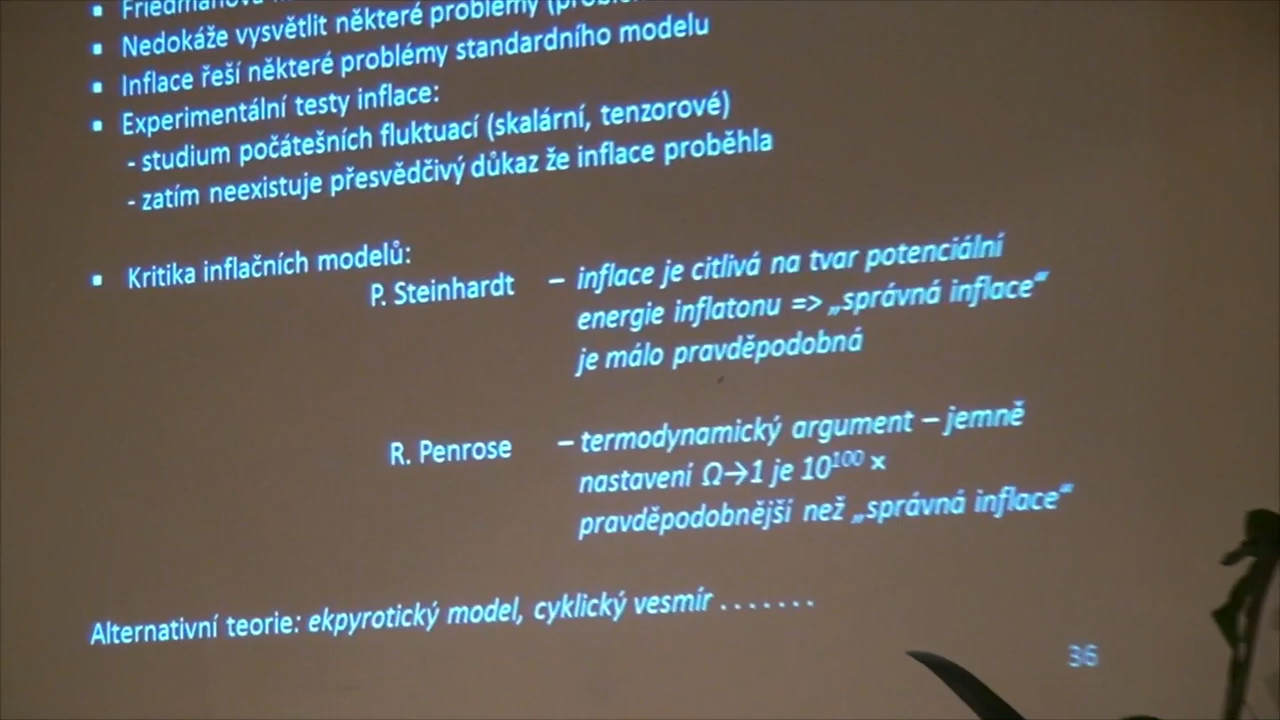 ▪ Friedmanova
▪ Nedokáže vysvětlit některé problémy
▪ Inflace řeší některé problémy standardního modelu
▪ Experimentální testy inflace:
- studium počátešních fluktuací (skalární, tenzorové)
- zatím neexistuje přesvědčivý důkaz že inflace proběhla
▪ Kritika inflačních modelů:
P. Steinhardt – inflace je citlivá na tvar potenciální
energie inflatonu => „správná inflace“
je málo pravděpodobná
R. Penrose – termodynamický argument – jemně
nastavení Ω→1 je 10¹⁰⁰ x
pravděpodobnější než „správná inflace“
Alternativní teorie: ekpyrotický model, cyklický vesmír . . . . . . .
36